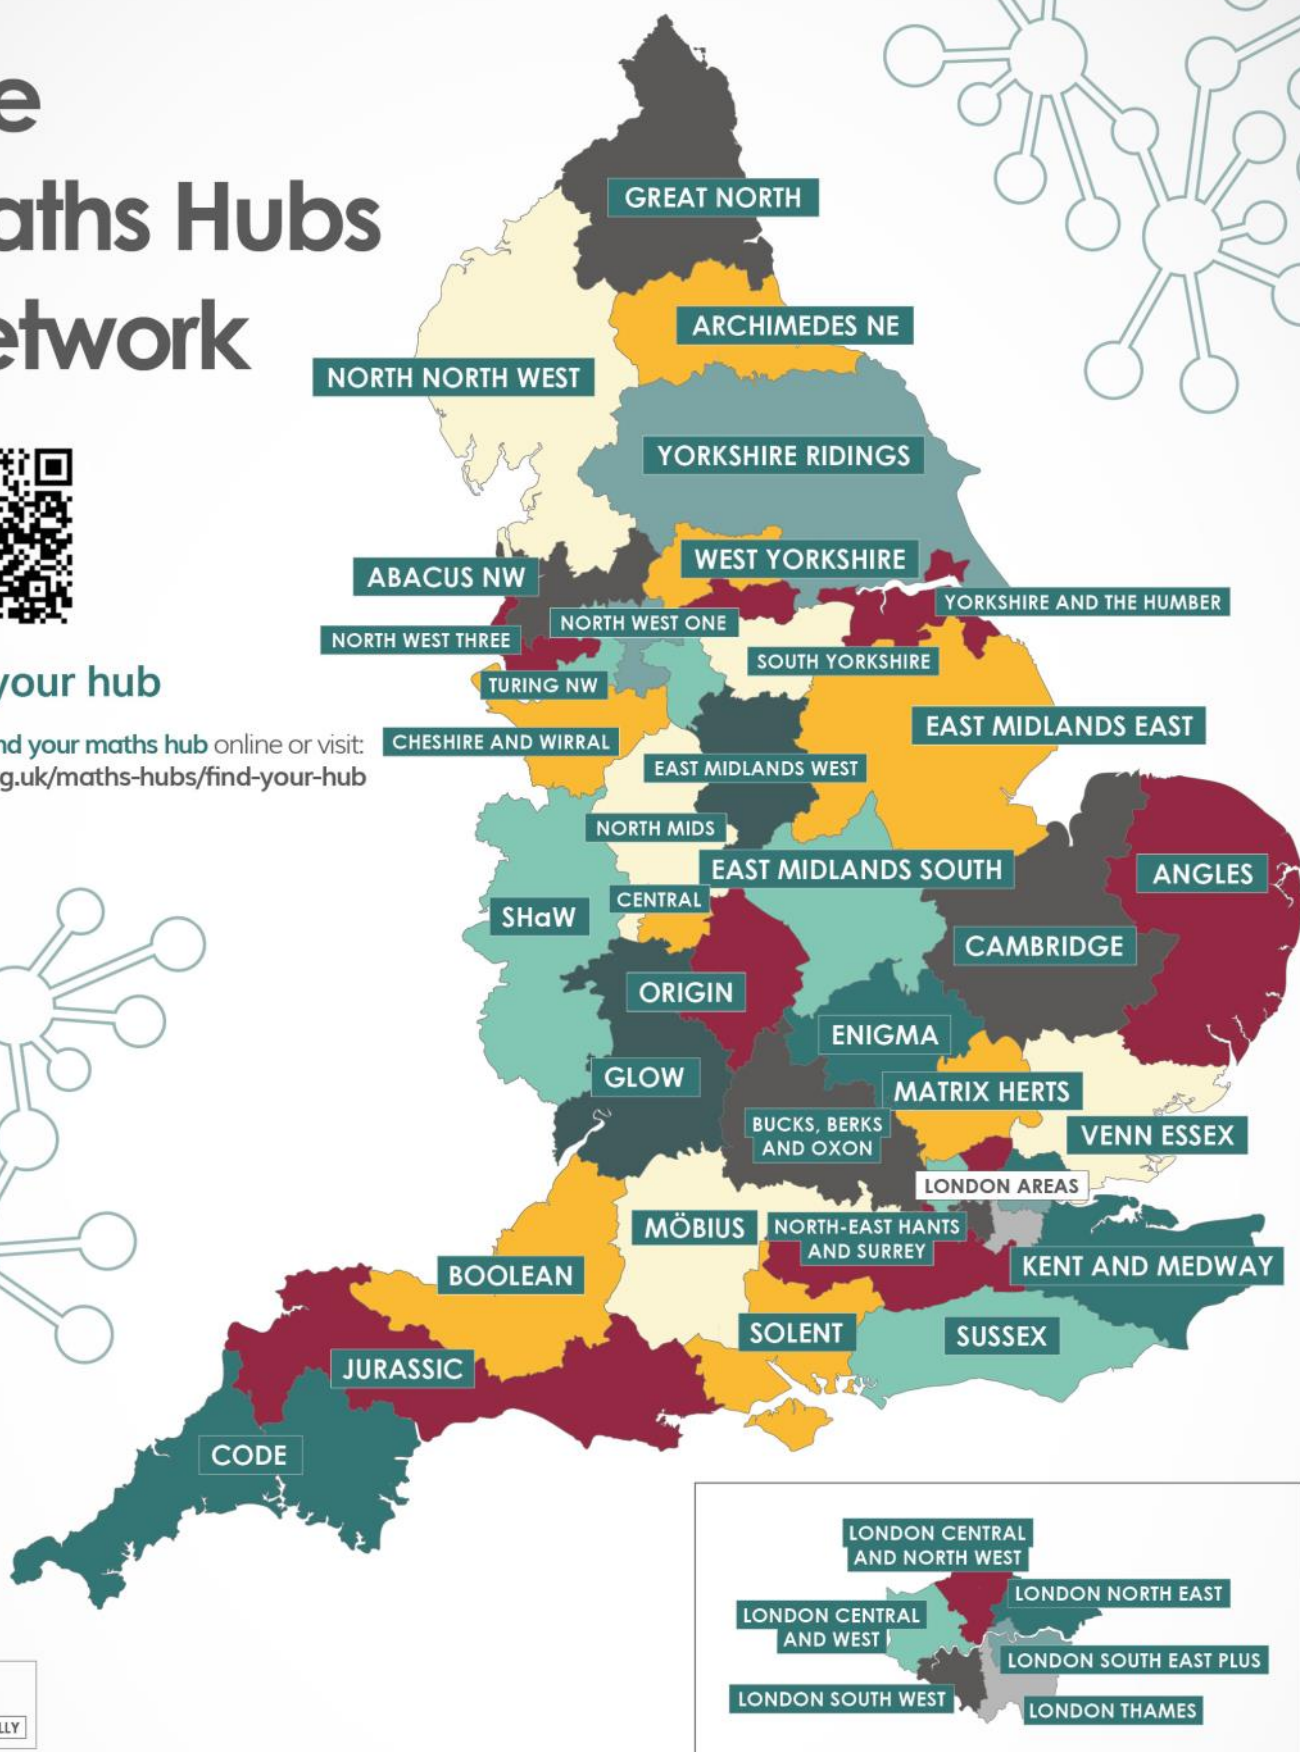 e
aths Hubs
etwork
your hub
nd your maths hub online or visit:
g.uk/maths-hubs/find-your-hub
GREAT NORTH
ARCHIMEDES NE
NORTH NORTH WEST
YORKSHIRE RIDINGS
WEST YORKSHIRE
ABACUS NW
YORKSHIRE AND THE HUMBER
NORTH WEST ONE
NORTH WEST THREE
SOUTH YORKSHIRE
TURING NW
EAST MIDLANDS EAST
CHESHIRE AND WIRRAL
EAST MIDLANDS WEST
NORTH MIDS
EAST MIDLANDS SOUTH
ANGLES
CENTRAL
SHaW
CAMBRIDGE
ORIGIN
ENIGMA
GLOW
MATRIX HERTS
BUCKS, BERKS
AND OXON
VENN ESSEX
LONDON AREAS
MÖBIUS
NORTH-EAST HANTS
AND SURREY
KENT AND MEDWAY
BOOLEAN
SOLENT
SUSSEX
JURASSIC
CODE
LONDON CENTRAL
AND NORTH WEST
LONDON NORTH EAST
LONDON CENTRAL
AND WEST
LONDON SOUTH EAST PLUS
LONDON SOUTH WEST
LONDON THAMES
LLY